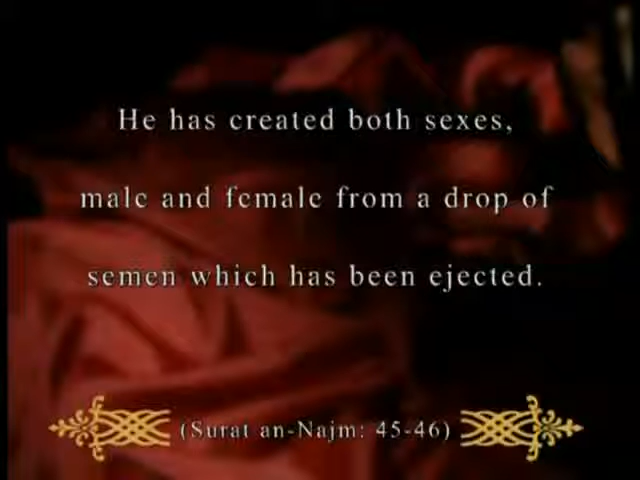 He has created both sexes,
male and female from a drop of
semen which has been ejected.
(Surat an-Najm: 45-46)